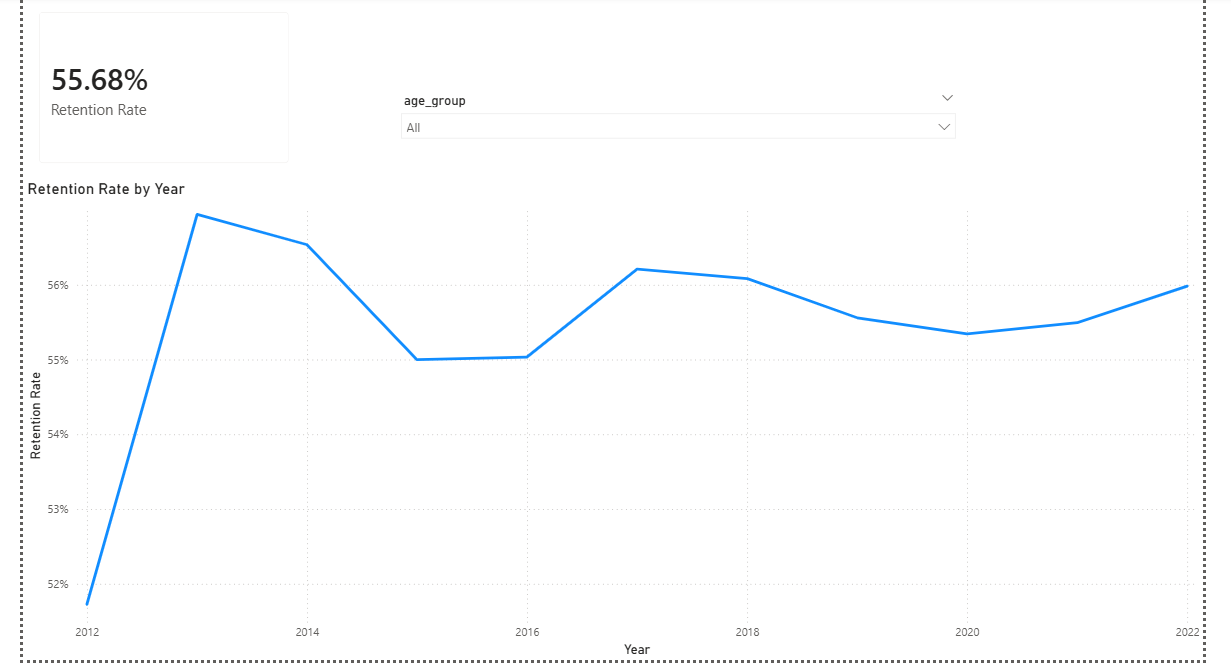 55.68%
Retention Rate
age_group
All
Retention Rate by Year
56%
55%
54%
53%
52%
Retention Rate
2012 2014 2016 2018 2020 2022
Year